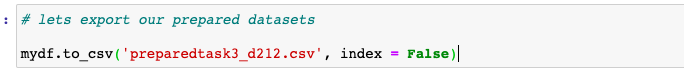 :
# lets export our prepared datasets
mydf.to_csv('preparedtask3_d212.csv', index = False)